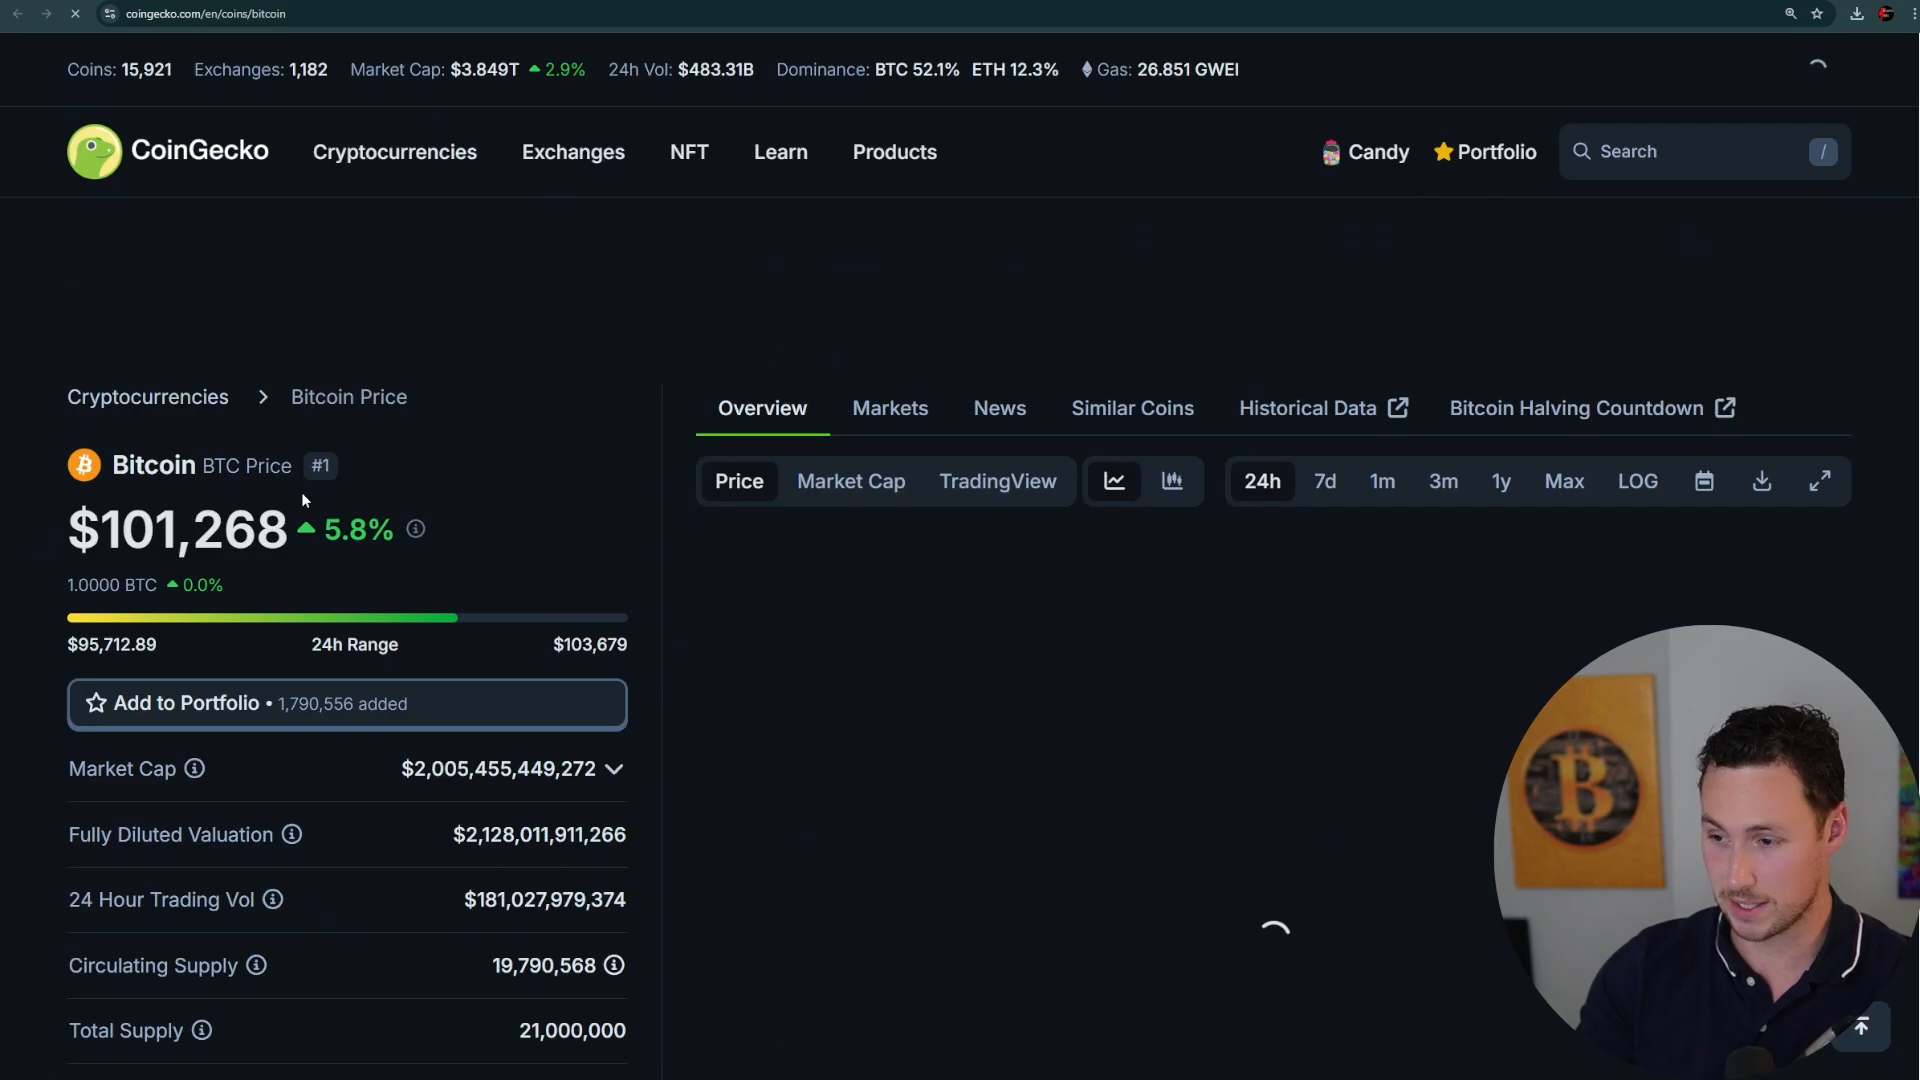 coingecko.com/en/coins/bitcoin
Coins: 15,921 Exchanges: 1,182 Market Cap: $3.849T 2.9% 24h Vol: $483.31B Dominance: BTC 52.1% ETH 12.3% Gas: 26.851 GWEI
CoinGecko Cryptocurrencies Exchanges NFT Learn Products Candy Portfolio Search /
Cryptocurrencies > Bitcoin Price
Overview Markets News Similar Coins Historical Data Bitcoin Halving Countdown
Bitcoin BTC Price #1
Price Market Cap TradingView 24h 7d 1m 3m 1y Max LOG
$101,268 5.8%
1.0000 BTC 0.0%
$95,712.89 24h Range $103,679
Add to Portfolio • 1,790,556 added
Market Cap $2,005,455,449,272
Fully Diluted Valuation $2,128,011,911,266
24 Hour Trading Vol $181,027,979,374
Circulating Supply 19,790,568
Total Supply 21,000,000